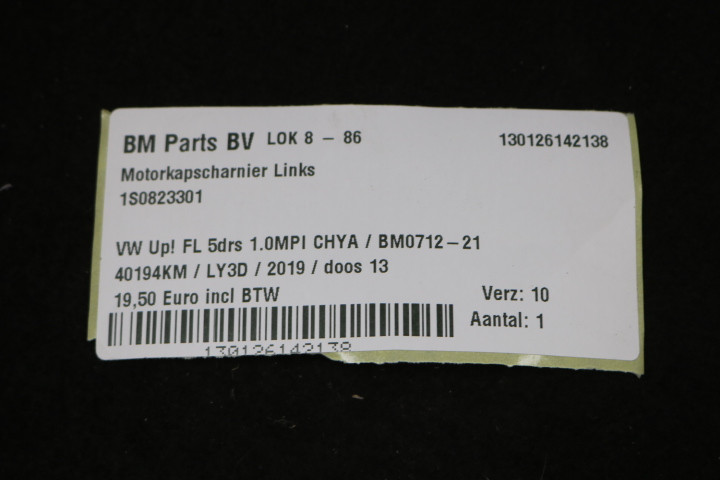 BM Parts BV LOK 8 - 86 130126142138
Motorkapscharnier Links
1S0823301
VW Up! FL 5drs 1.0MPI CHYA / BM0712-21
40194KM / LY3D / 2019 / doos 13
19,50 Euro incl BTW Verz: 10
Aantal: 1
130126142138